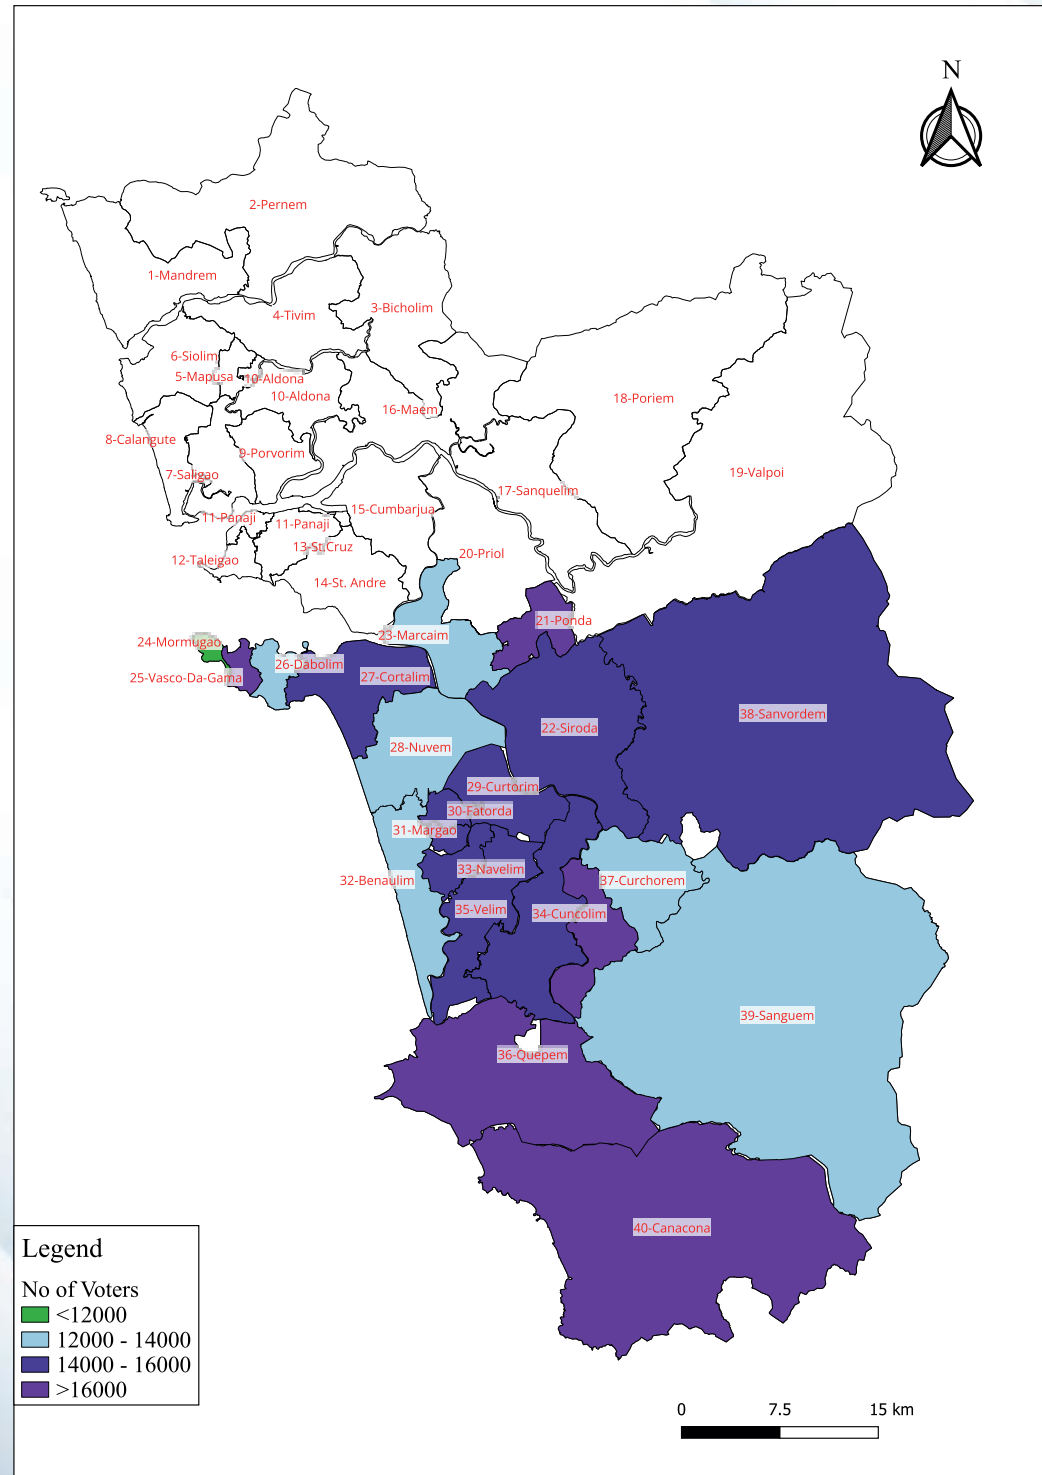 N
2-Pernem
1-Mandrem
3-Bicholim
4-Tivim
6-Siolim
5-Mapusa
10-Aldona
10-Aldona
18-Poriem
16-Maem
8-Calangute
9-Porvorim
19-Valpoi
7-Saligao
17-Sanquelim
15-Cumbarjua
11-Panaji
11-Panaji
13-St.Cruz
20-Priol
12-Taleigao
14-St. Andre
21-Ponda
23-Marcaim
24-Mormugao
26-Dabolim
25-Vasco-Da-Gama
27-Cortalim
38-Sanvordem
22-Siroda
28-Nuvem
29-Curtorim
30-Fatorda
31-Margao
33-Navelim
32-Benaulim
37-Curchorem
35-Velim
34-Cuncolim
39-Sanguem
36-Quepem
40-Canacona
Legend
No of Voters
<12000
12000 - 14000
14000 - 16000
>16000
0 7.5 15 km